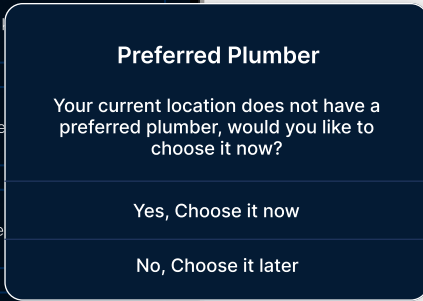 Preferred Plumber
Your current location does not have a
preferred plumber, would you like to
choose it now?
Yes, Choose it now
No, Choose it later